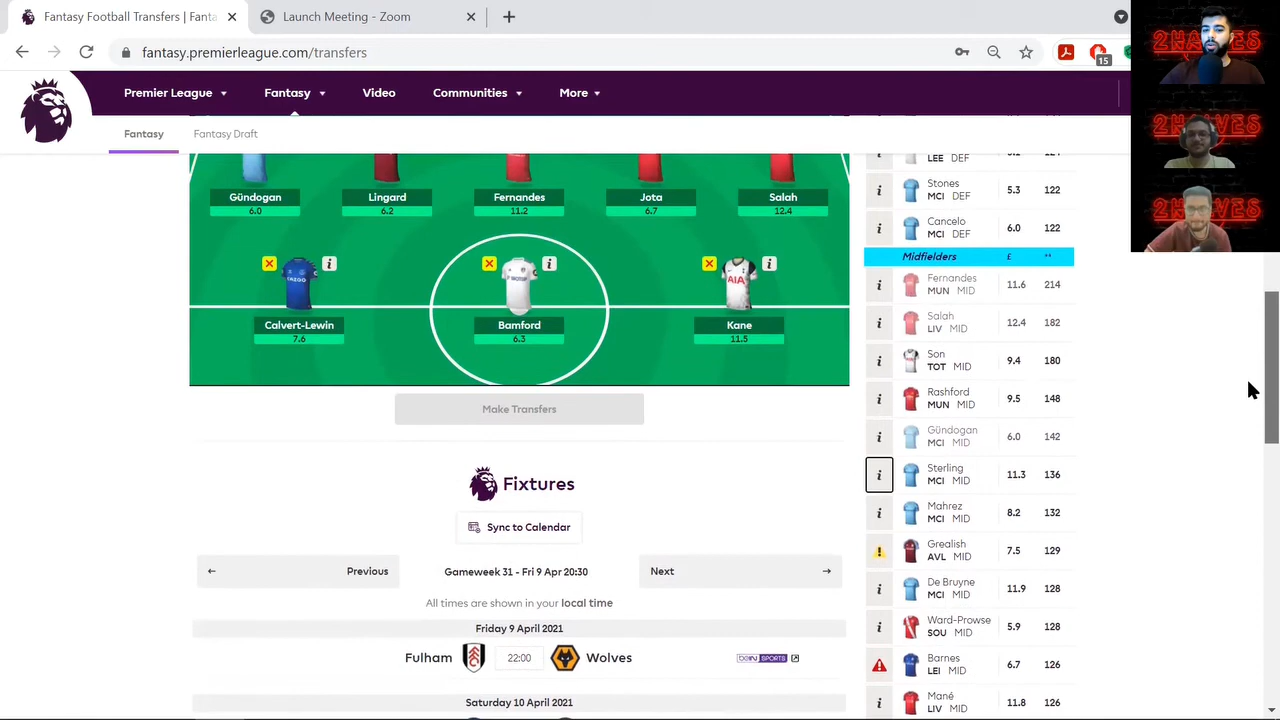 Fantasy Football Transfers | Fanta
Launch Meeting - Zoom
fantasy.premierleague.com/transfers
15
Premier League
Fantasy
Video
Communities
More
Fantasy
Fantasy Draft
2HALVES
2HALVES
2HALVES
Gündogan
6.0
Lingard
6.2
Fernandes
11.2
Jota
6.7
Salah
12.4
CAZOO
AIA
Calvert-Lewin
7.6
Bamford
6.3
Kane
11.5
Make Transfers
Fixtures
Sync to Calendar
Previous
Gameweek 31 - Fri 9 Apr 20:30
Next
All times are shown in your local time
Friday 9 April 2021
Fulham 22:00 Wolves
beIN SPORTS
Saturday 10 April 2021
LEE DEF
Stones
MCI DEF 5.3 122
Cancelo
MCI DEF 6.0 122
Midfielders £ **
Fernandes
MUN MID 11.6 214
Salah
LIV MID 12.4 182
Son
TOT MID 9.4 180
Rashford
MUN MID 9.5 148
Gündogan
MCI MID 6.0 142
Sterling
MCI MID 11.3 136
Mahrez
MCI MID 8.2 132
Grealish
AVL MID 7.5 129
De Bruyne
MCI MID 11.9 128
Ward-Prowse
SOU MID 5.9 128
Barnes
LEI MID 6.7 126
Mané
LIV MID 11.8 126